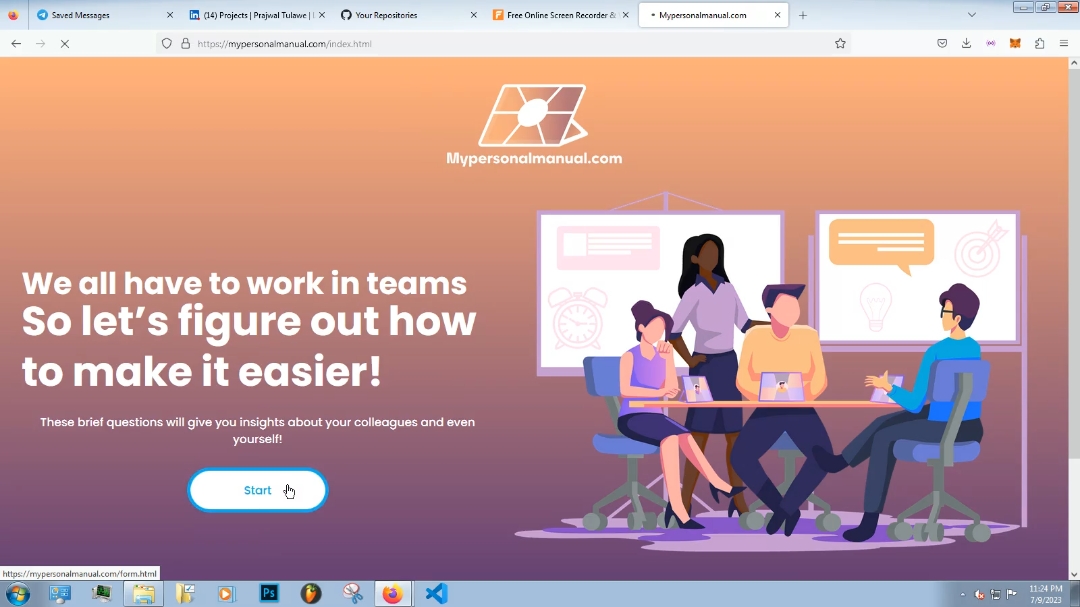 Saved Messages
(14) Projects | Prajwal Tulawe | L
Your Repositories
Free Online Screen Recorder &
Mypersonalmanual.com
https://mypersonalmanual.com/index.html
Mypersonalmanual.com
We all have to work in teams
So let’s figure out how
to make it easier!
These brief questions will give you insights about your colleagues and even
yourself!
Start
https://mypersonalmanual.com/form.html
Ps
11:24 PM
7/9/2023